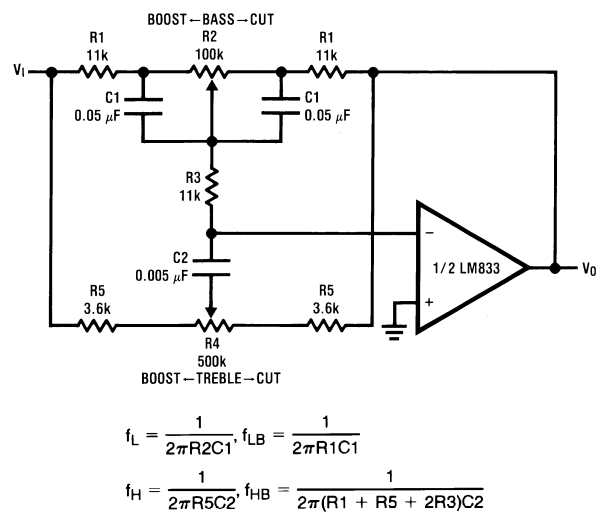 BOOST←BASS→CUT
R1
11k
R2
100k
R1
11k
VI
C1
0.05 μF
C1
0.05 μF
R3
11k
−
C2
0.005 μF
1/2 LM833
VO
+
R5
3.6k
R5
3.6k
R4
500k
BOOST←TREBLE→CUT
fL = 1/(2πR2C1), fLB = 1/(2πR1C1)
fH = 1/(2πR5C2), fHB = 1/(2π(R1 + R5 + 2R3)C2)